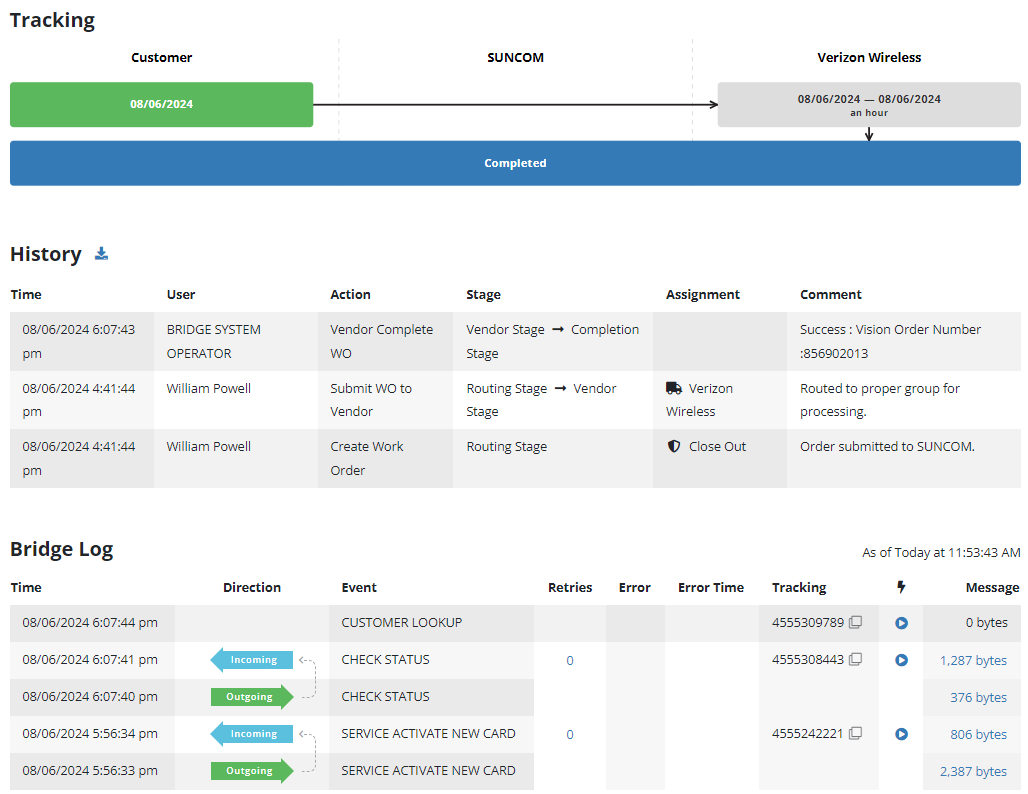 Tracking
Customer SUNCOM Verizon Wireless
08/06/2024
08/06/2024 — 08/06/2024
an hour
Completed
History
Time User Action Stage Assignment Comment
08/06/2024 6:07:43 pm BRIDGE SYSTEM OPERATOR Vendor Complete WO Vendor Stage → Completion Stage Success : Vision Order Number :856902013
08/06/2024 4:41:44 pm William Powell Submit WO to Vendor Routing Stage → Vendor Stage Verizon Wireless Routed to proper group for processing.
08/06/2024 4:41:44 pm William Powell Create Work Order Routing Stage Close Out Order submitted to SUNCOM.
Bridge Log
As of Today at 11:53:43 AM
Time Direction Event Retries Error Error Time Tracking Message
08/06/2024 6:07:44 pm CUSTOMER LOOKUP 4555309789 0 bytes
08/06/2024 6:07:41 pm Incoming CHECK STATUS 0 4555308443 1,287 bytes
08/06/2024 6:07:40 pm Outgoing CHECK STATUS 376 bytes
08/06/2024 5:56:34 pm Incoming SERVICE ACTIVATE NEW CARD 0 4555242221 806 bytes
08/06/2024 5:56:33 pm Outgoing SERVICE ACTIVATE NEW CARD 2,387 bytes